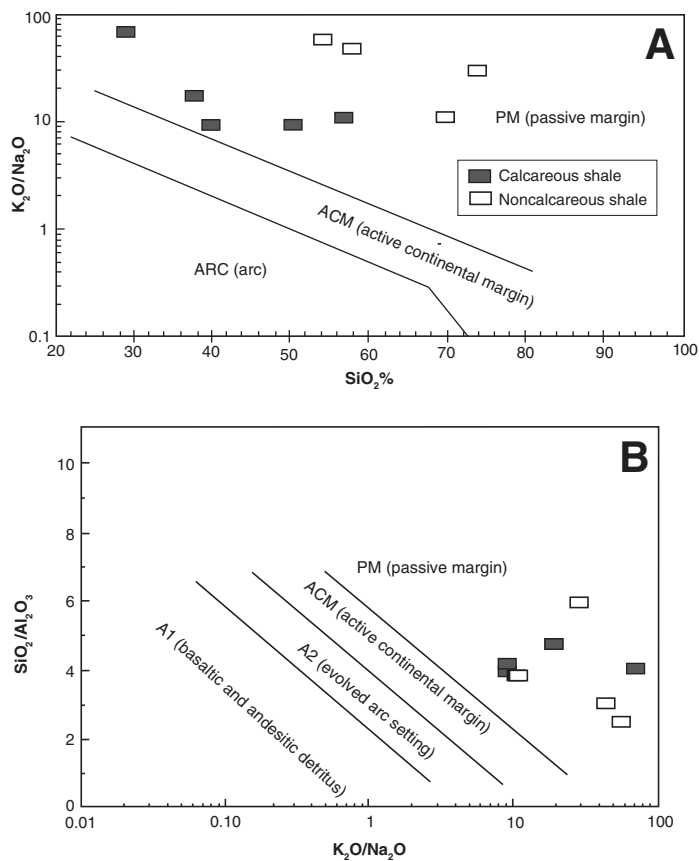 A
100
10
1
0.1
K₂O/Na₂O
PM (passive margin)
Calcareous shale
Noncalcareous shale
ACM (active continental margin)
ARC (arc)
20 30 40 50 60 70 80 90 100
SiO₂%
B
10
8
6
4
2
0
SiO₂/Al₂O₃
PM (passive margin)
ACM (active continental margin)
A2 (evolved arc setting)
A1 (basaltic and andesitic detritus)
0.01 0.10 1 10 100
K₂O/Na₂O